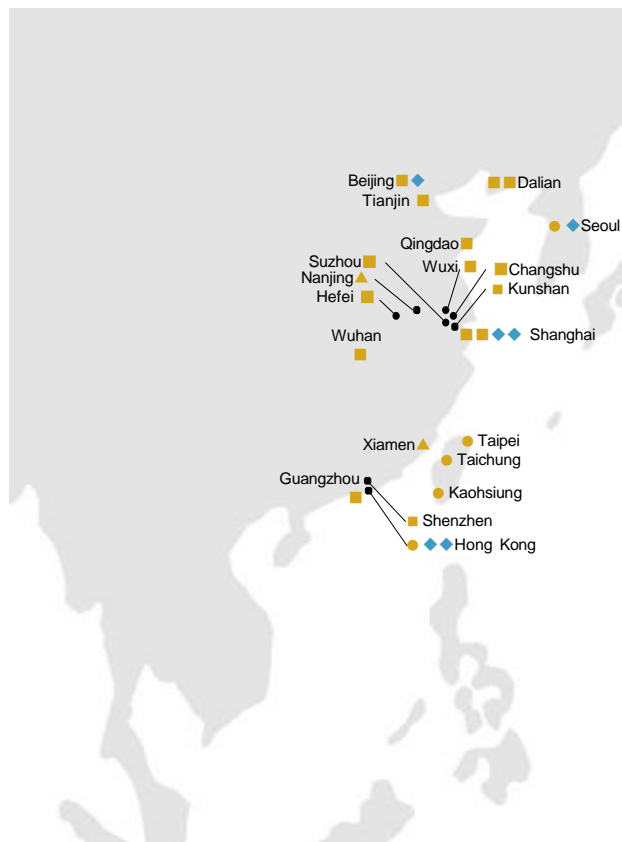 Beijing
Dalian
Tianjin
Seoul
Qingdao
Suzhou
Wuxi
Changshu
Nanjing
Kunshan
Hefei
Wuhan
Shanghai
Xiamen
Taipei
Taichung
Guangzhou
Kaohsiung
Shenzhen
Hong Kong